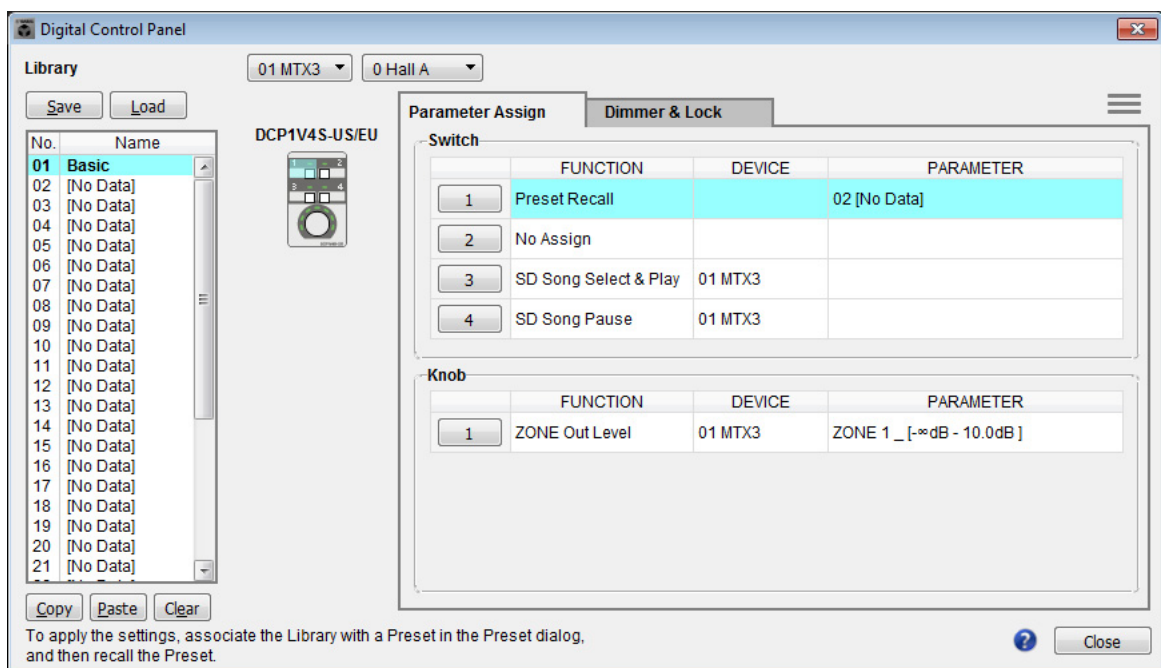 Digital Control Panel
Library
01 MTX3
0 Hall A
Save Load
Parameter Assign Dimmer & Lock
DCP1V4S-US/EU
No. Name
01 Basic
02 [No Data]
03 [No Data]
04 [No Data]
05 [No Data]
06 [No Data]
07 [No Data]
08 [No Data]
09 [No Data]
10 [No Data]
11 [No Data]
12 [No Data]
13 [No Data]
14 [No Data]
15 [No Data]
16 [No Data]
17 [No Data]
18 [No Data]
19 [No Data]
20 [No Data]
21 [No Data]
1 2
3 4
Switch
FUNCTION DEVICE PARAMETER
1 Preset Recall 02 [No Data]
2 No Assign
3 SD Song Select & Play 01 MTX3
4 SD Song Pause 01 MTX3
Knob
FUNCTION DEVICE PARAMETER
1 ZONE Out Level 01 MTX3 ZONE 1 _ [-∞dB - 10.0dB ]
Copy Paste Clear
To apply the settings, associate the Library with a Preset in the Preset dialog,
and then recall the Preset.
? Close